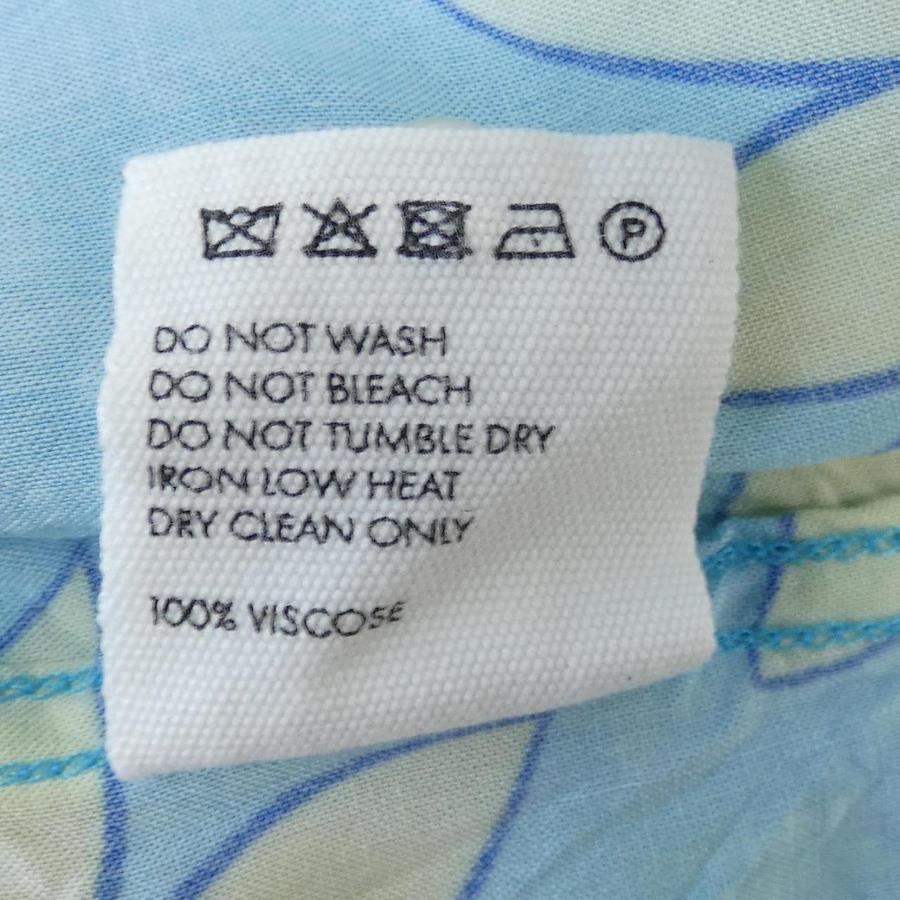 P
DO NOT WASH
DO NOT BLEACH
DO NOT TUMBLE DRY
IRON LOW HEAT
DRY CLEAN ONLY
100% VISCOSE